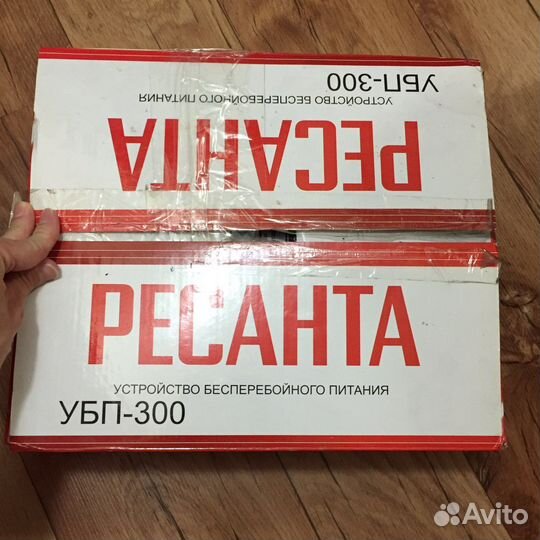 УБП-300
УСТРОЙСТВО БЕСПЕРЕБОЙНОГО ПИТАНИЯ
РЕСАНТА
РЕСАНТА
УСТРОЙСТВО БЕСПЕРЕБОЙНОГО ПИТАНИЯ
УБП-300
Avito